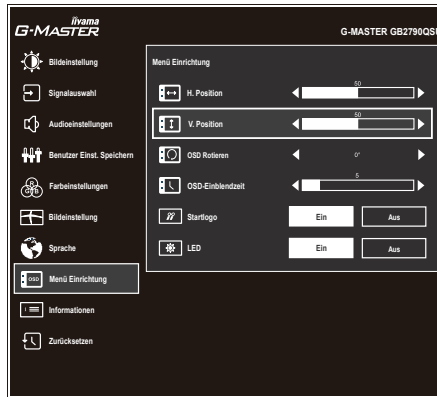 iiyama
G-MASTER
G-MASTER GB2790QSU
Bildeinstellung
Signalauswahl
Audioeinstellungen
Benutzer Einst. Speichern
Farbeinstellungen
R
G B
Bildeinstellung
Sprache
OSD
Menü Einrichtung
Informationen
Zurücksetzen
Menü Einrichtung
H. Position
50
V. Position
50
OSD Rotieren
0°
OSD-Einblendzeit
5
Startlogo
Ein
Aus
LED
Ein
Aus